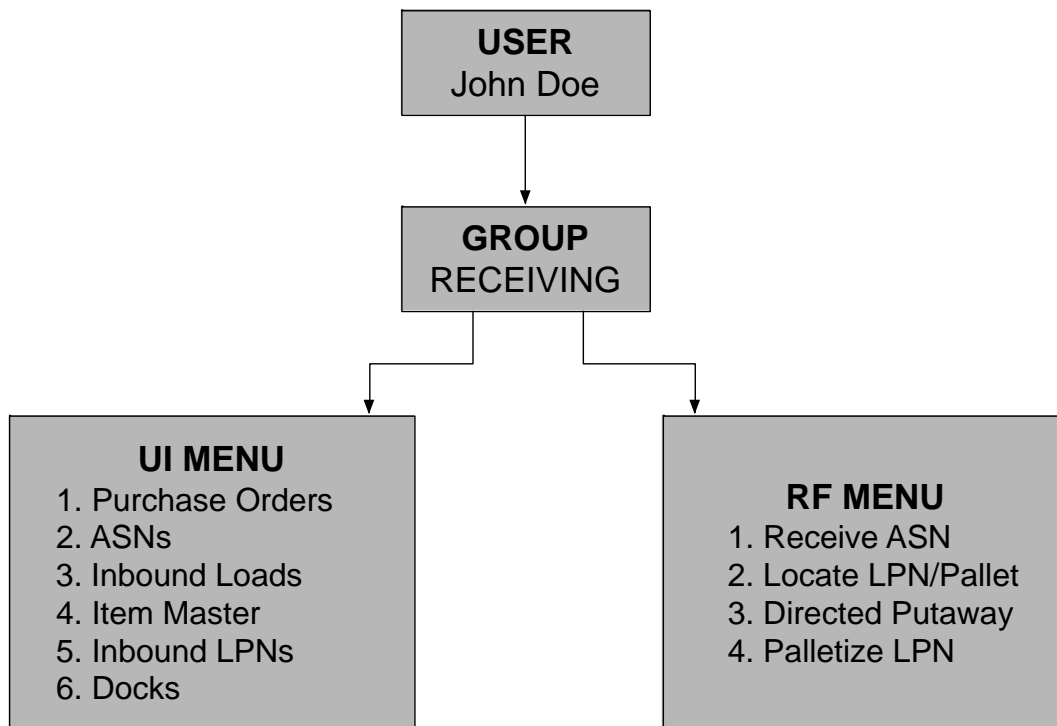 USER
John Doe
GROUP
RECEIVING
UI MENU
1. Purchase Orders
2. ASNs
3. Inbound Loads
4. Item Master
5. Inbound LPNs
6. Docks
RF MENU
1. Receive ASN
2. Locate LPN/Pallet
3. Directed Putaway
4. Palletize LPN